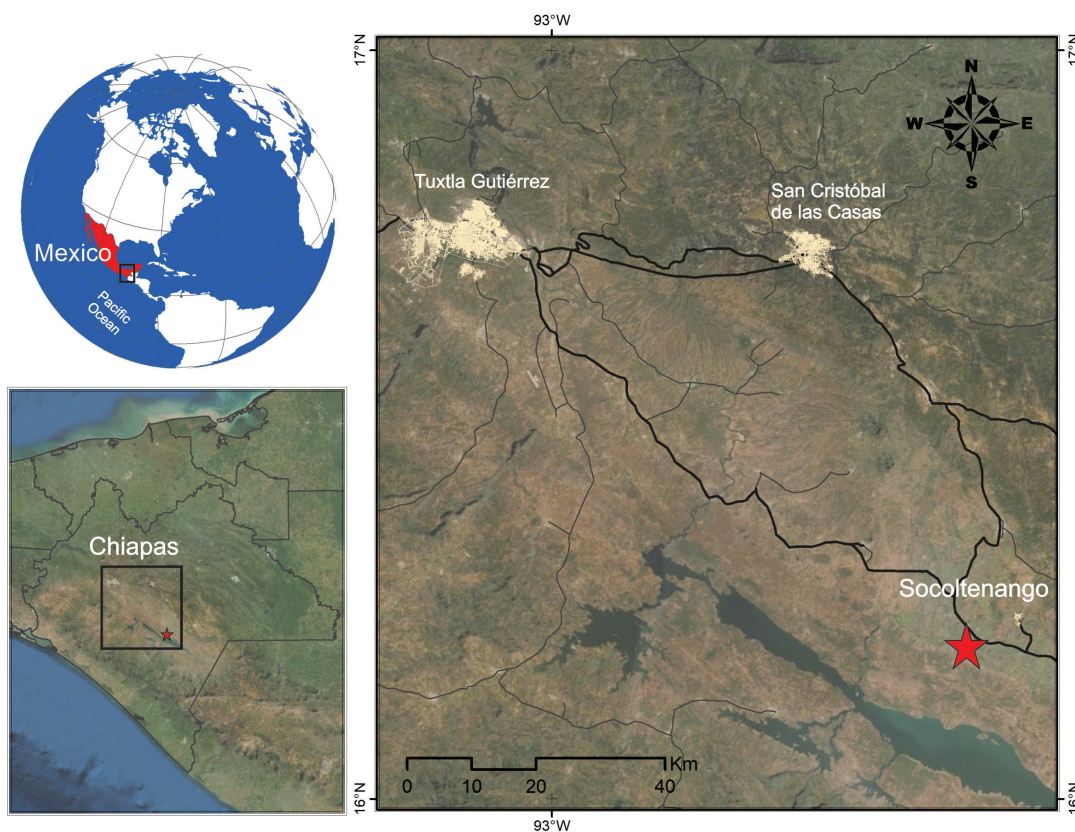 93°W
17°N
17°N
N
W
E
S
Tuxtla Gutiérrez
San Cristóbal
de las Casas
Mexico
Pacific
Ocean
Chiapas
Socoltenango
Km
0
10
20
40
16°N
16°N
93°W